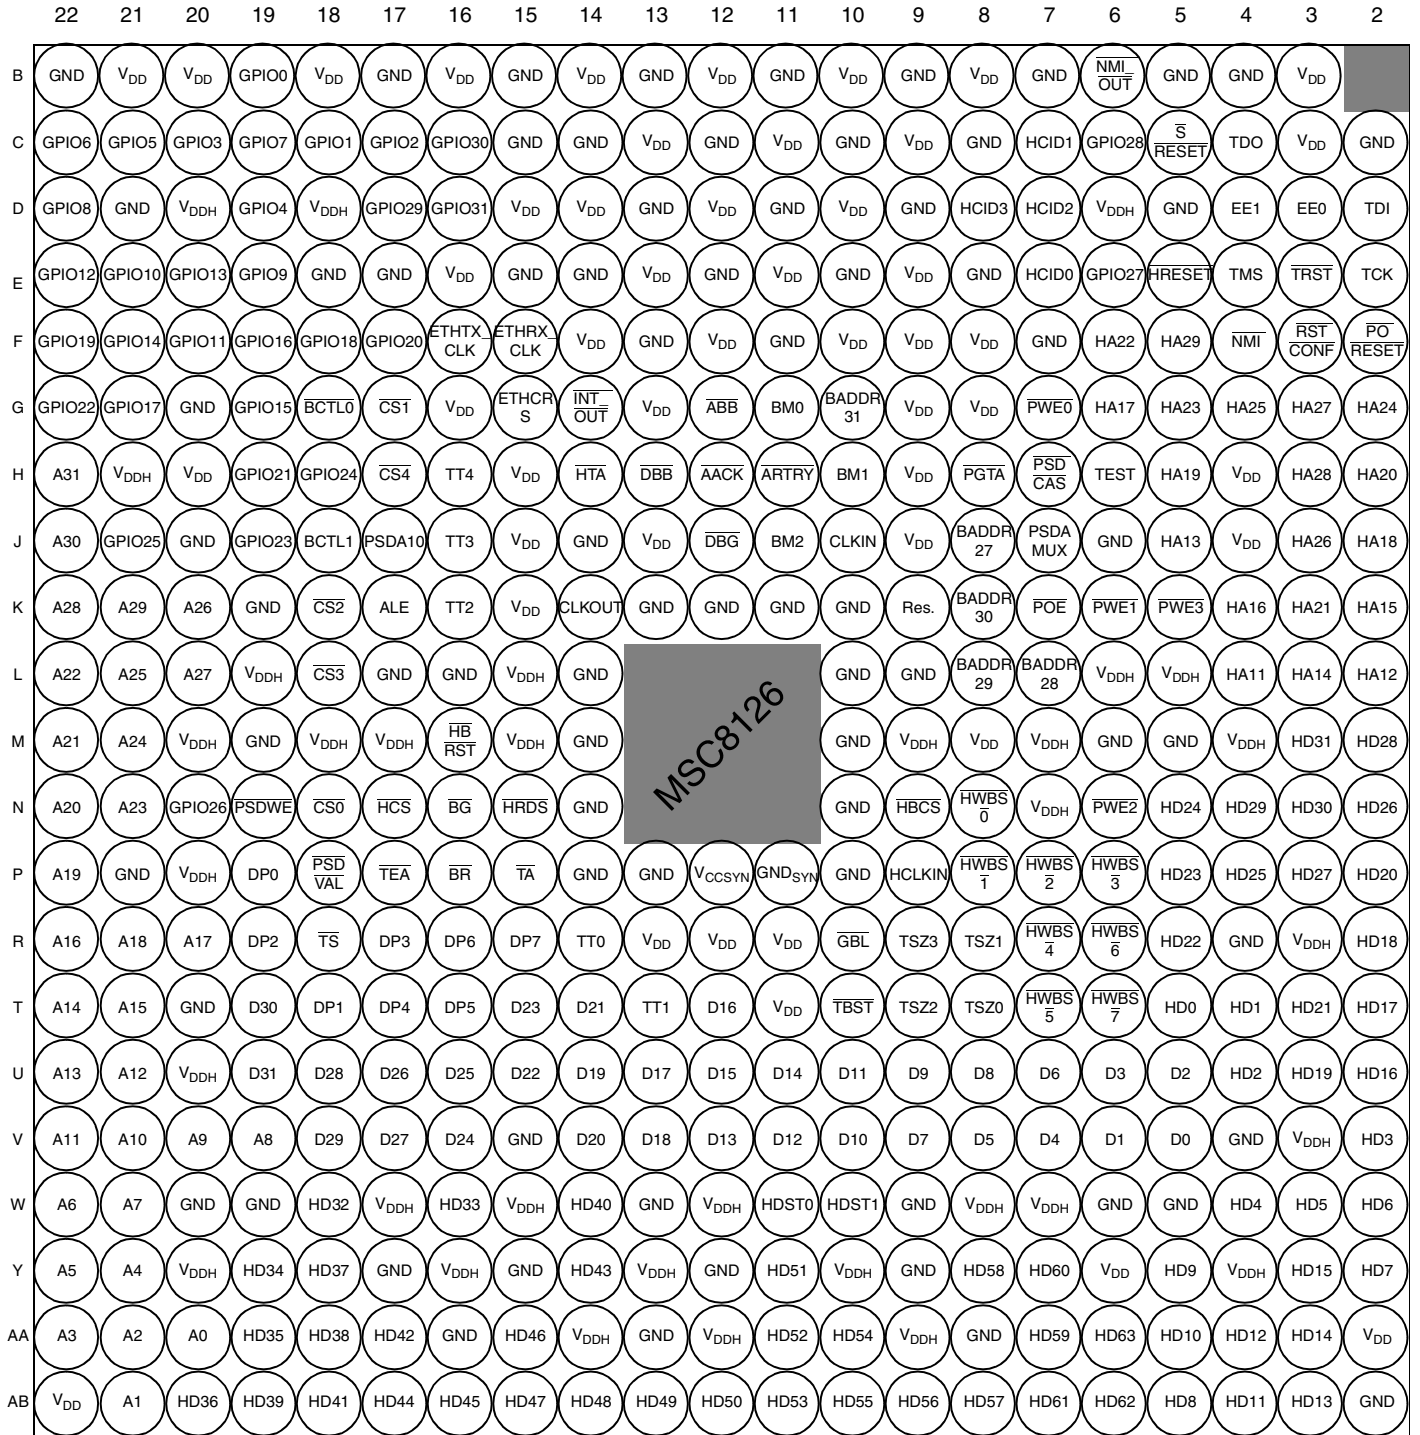 22 21 20 19 18 17 16 15 14 13 12 11 10 9 8 7 6 5 4 3 2
B GND VDD VDD GPIO0 VDD GND VDD GND VDD GND VDD GND VDD GND VDD GND NMI_ OUT GND GND VDD
C GPIO6 GPIO5 GPIO3 GPIO7 GPIO1 GPIO2 GPIO30 GND GND VDD GND VDD GND VDD GND HCID1 GPIO28 S RESET TDO VDD GND
D GPIO8 GND VDDH GPIO4 VDDH GPIO29 GPIO31 VDD VDD GND VDD GND VDD GND HCID3 HCID2 VDDH GND EE1 EE0 TDI
E GPIO12 GPIO10 GPIO13 GPIO9 GND GND VDD GND GND VDD GND VDD GND VDD GND HCID0 GPIO27 HRESET TMS TRST TCK
F GPIO19 GPIO14 GPIO11 GPIO16 GPIO18 GPIO20 ETHTX_ CLK ETHRX_ CLK VDD GND VDD GND VDD VDD VDD GND HA22 HA29 NMI RST CONF PO RESET
G GPIO22 GPIO17 GND GPIO15 BCTL0 CS1 VDD ETHCR S INT_ OUT VDD ABB BM0 BADDR 31 VDD VDD PWE0 HA17 HA23 HA25 HA27 HA24
H A31 VDDH VDD GPIO21 GPIO24 CS4 TT4 VDD HTA DBB AACK ARTRY BM1 VDD PGTA PSD CAS TEST HA19 VDD HA28 HA20
J A30 GPIO25 GND GPIO23 BCTL1 PSDA10 TT3 VDD GND VDD DBG BM2 CLKIN VDD BADDR 27 PSDA MUX GND HA13 VDD HA26 HA18
K A28 A29 A26 GND CS2 ALE TT2 VDD CLKOUT GND GND GND GND Res. BADDR 30 POE PWE1 PWE3 HA16 HA21 HA15
L A22 A25 A27 VDDH CS3 GND GND VDDH GND GND GND BADDR 29 BADDR 28 VDDH VDDH HA11 HA14 HA12
M A21 A24 VDDH GND VDDH VDDH HB RST VDDH GND MSC8126 GND VDDH VDD VDDH GND GND VDDH HD31 HD28
N A20 A23 GPIO26 PSDWE CS0 HCS BG HRDS GND GND HBCS HWBS 0 VDDH PWE2 HD24 HD29 HD30 HD26
P A19 GND VDDH DP0 PSD VAL TEA BR TA GND GND VCCSYN GNDSYN GND HCLKIN HWBS 1 HWBS 2 HWBS 3 HD23 HD25 HD27 HD20
R A16 A18 A17 DP2 TS DP3 DP6 DP7 TT0 VDD VDD VDD GBL TSZ3 TSZ1 HWBS 4 HWBS 6 HD22 GND VDDH HD18
T A14 A15 GND D30 DP1 DP4 DP5 D23 D21 TT1 D16 VDD TBST TSZ2 TSZ0 HWBS 5 HWBS 7 HD0 HD1 HD21 HD17
U A13 A12 VDDH D31 D28 D26 D25 D22 D19 D17 D15 D14 D11 D9 D8 D6 D3 D2 HD2 HD19 HD16
V A11 A10 A9 A8 D29 D27 D24 GND D20 D18 D13 D12 D10 D7 D5 D4 D1 D0 GND VDDH HD3
W A6 A7 GND GND HD32 VDDH HD33 VDDH HD40 GND VDDH HDST0 HDST1 GND VDDH VDDH GND GND HD4 HD5 HD6
Y A5 A4 VDDH HD34 HD37 GND VDDH GND HD43 VDDH GND HD51 VDDH GND HD58 HD60 VDD HD9 VDDH HD15 HD7
AA A3 A2 A0 HD35 HD38 HD42 GND HD46 VDDH GND VDDH HD52 HD54 VDDH GND HD59 HD63 HD10 HD12 HD14 VDD
AB VDD A1 HD36 HD39 HD41 HD44 HD45 HD47 HD48 HD49 HD50 HD53 HD55 HD56 HD57 HD61 HD62 HD8 HD11 HD13 GND